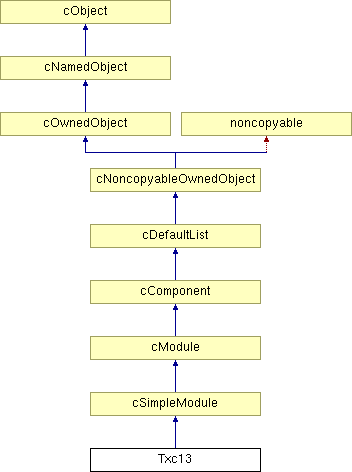 cObject
cNamedObject
cOwnedObject
noncopyable
cNoncopyableOwnedObject
cDefaultList
cComponent
cModule
cSimpleModule
Txc13